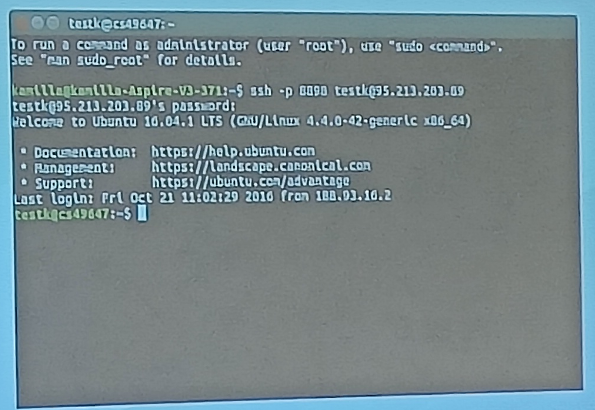 testk@cs49647: ~
To run a command as administrator (user "root"), use "sudo <command>".
See "man sudo_root" for details.
kamilla@kamilla-Aspire-V3-371:~$ ssh -p 8898 testk@95.213.203.89
testk@95.213.203.89's password:
Welcome to Ubuntu 16.04.1 LTS (GNU/Linux 4.4.0-42-generic x86_64)
* Documentation: https://help.ubuntu.com
* Management: https://landscape.canonical.com
* Support: https://ubuntu.com/advantage
Last login: Fri Oct 21 11:02:29 2016 from 188.93.16.2
testk@cs49647:~$